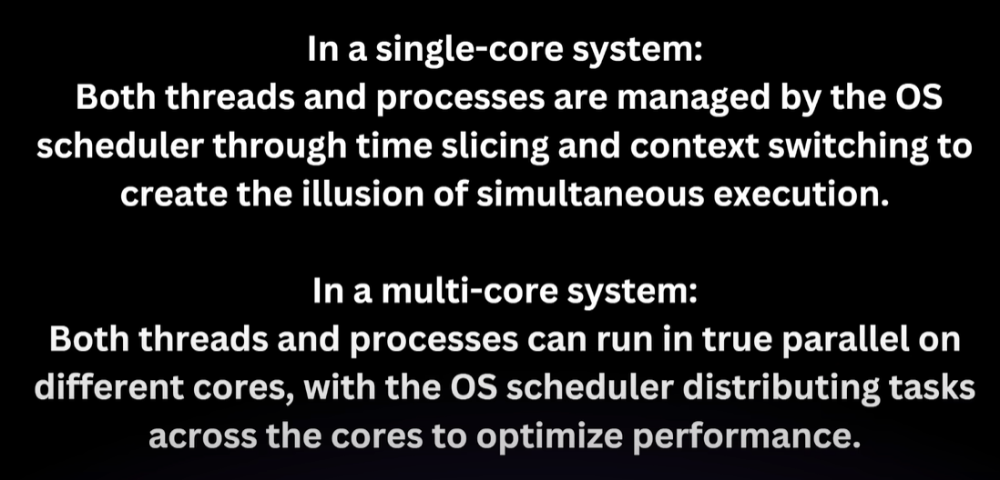 In a single-core system:
Both threads and processes are managed by the OS
scheduler through time slicing and context switching to
create the illusion of simultaneous execution.
In a multi-core system:
Both threads and processes can run in true parallel on
different cores, with the OS scheduler distributing tasks
across the cores to optimize performance.